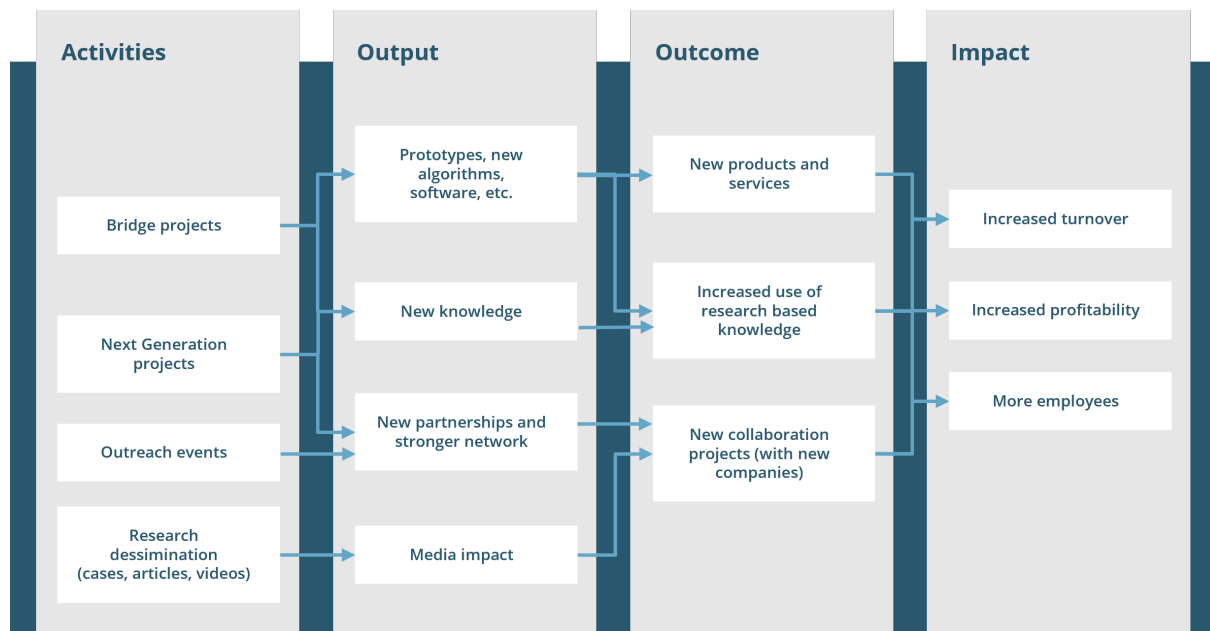 Activities
Bridge projects
Next Generation
projects
Outreach events
Research
dessimination
(cases, articles, videos)
Output
Prototypes, new
algorithms,
software, etc.
New knowledge
New partnerships and
stronger network
Media impact
Outcome
New products and
services
Increased use of
research based
knowledge
New collaboration
projects (with new
companies)
Impact
Increased turnover
Increased profitability
More employees